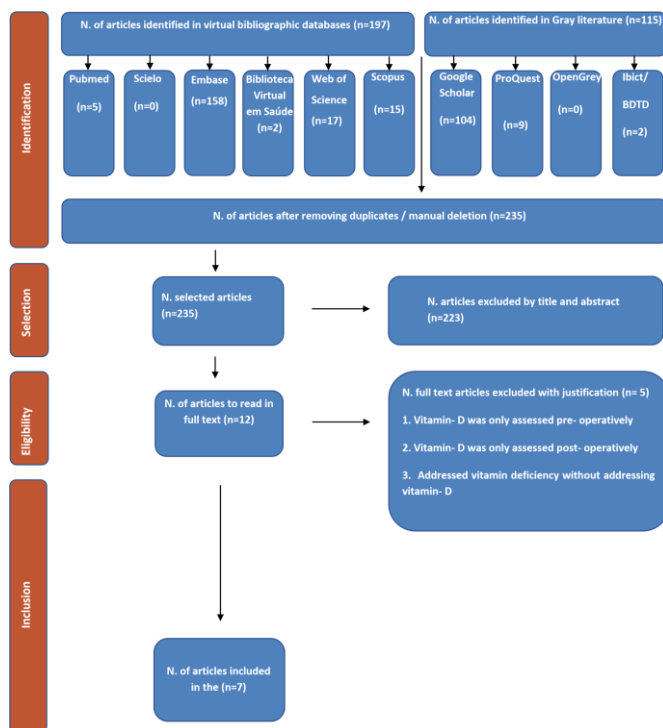 N. of articles identified in virtual bibliographic databases (n=197)
N. of articles identified in Gray literature (n=115)
Identification
Pubmed
(n=5)
Scielo
(n=0)
Embase
(n=158)
Biblioteca
Virtual
em Saúde
(n=2)
Web of
Science
(n=17)
Scopus
(n=15)
Google
Scholar
(n=104)
ProQuest
(n=9)
OpenGrey
(n=0)
Ibict/
BDTD
(n=2)
N. of articles after removing duplicates / manual deletion (n=235)
Selection
N. selected articles
(n=235)
N. articles excluded by title and abstract
(n=223)
Eligibility
N. of articles to read in
full text (n=12)
N. full text articles excluded with justification (n= 5)
1. Vitamin- D was only assessed pre- operatively
2. Vitamin- D was only assessed post- operatively
3. Addressed vitamin deficiency without addressing
vitamin- D
Inclusion
N. of articles included
in the (n=7)